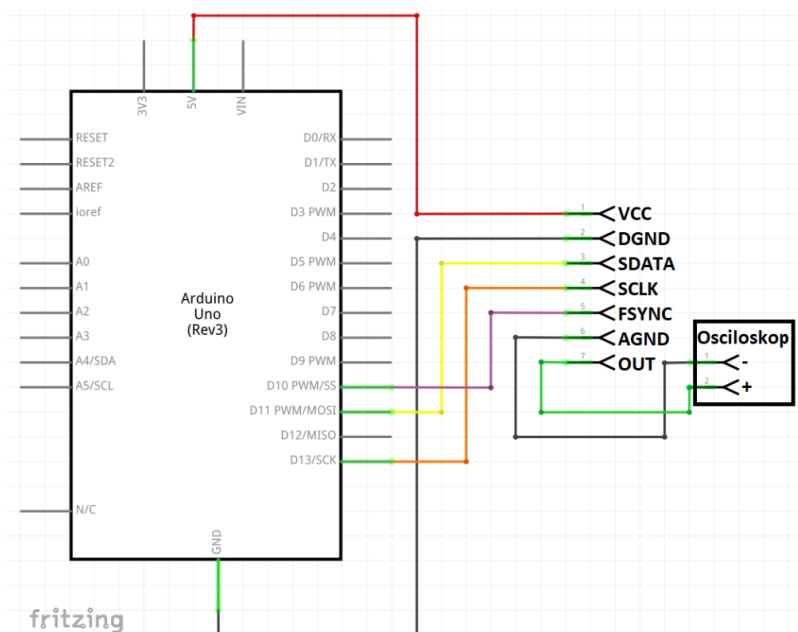 3V3
5V
VIN
RESET
RESET2
AREF
ioref
A0
A1
A2
A3
A4/SDA
A5/SCL
N/C
Arduino
Uno
(Rev3)
D0/RX
D1/TX
D2
D3 PWM
D4
D5 PWM
D6 PWM
D7
D8
D9 PWM
D10 PWM/SS
D11 PWM/MOSI
D12/MISO
D13/SCK
GND
1 VCC
2 DGND
3 SDATA
4 SCLK
5 FSYNC
6 AGND
7 OUT
Osciloskop
1 -
2 +
fritzing